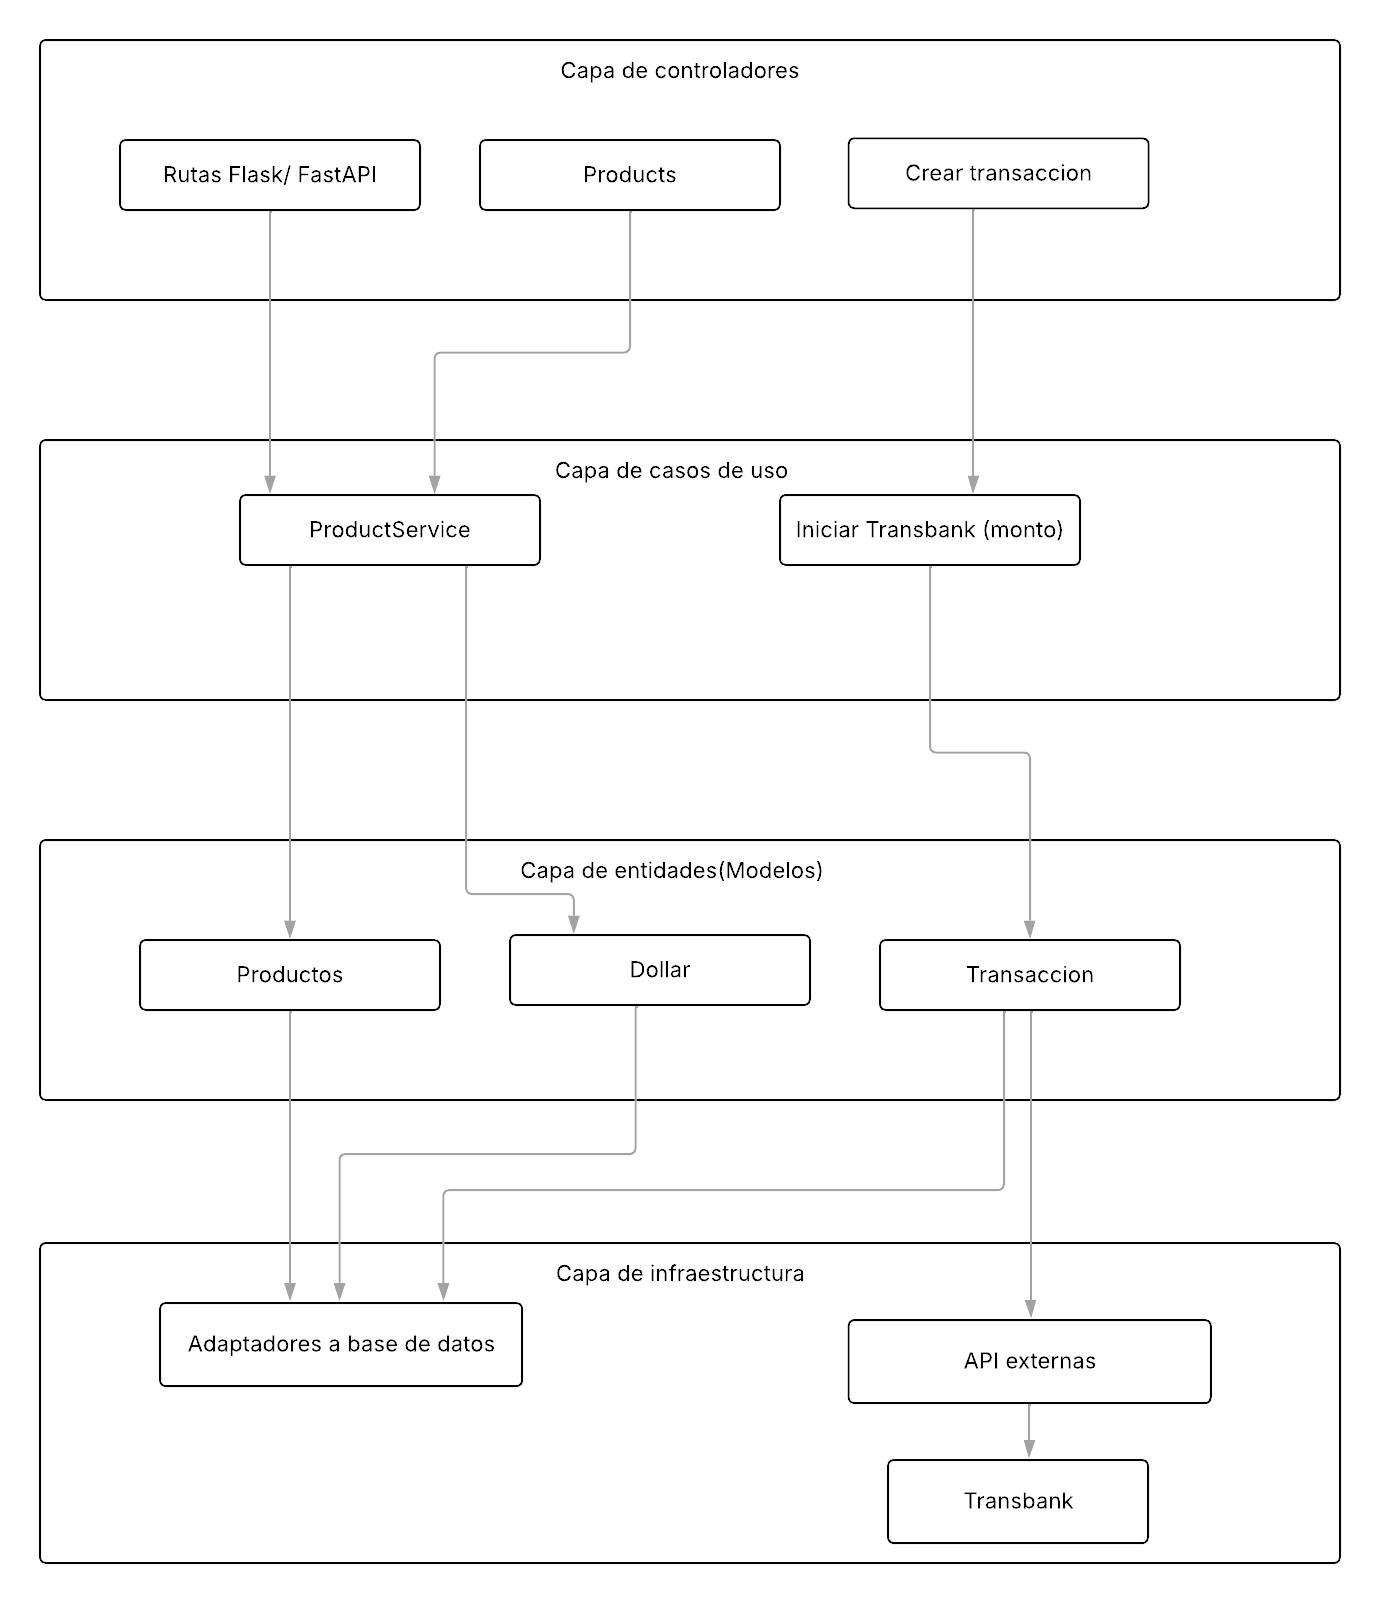 Capa de controladores
Rutas Flask/ FastAPI
Products
Crear transaccion
Capa de casos de uso
ProductService
Iniciar Transbank (monto)
Capa de entidades(Modelos)
Productos
Dollar
Transaccion
Capa de infraestructura
Adaptadores a base de datos
API externas
Transbank